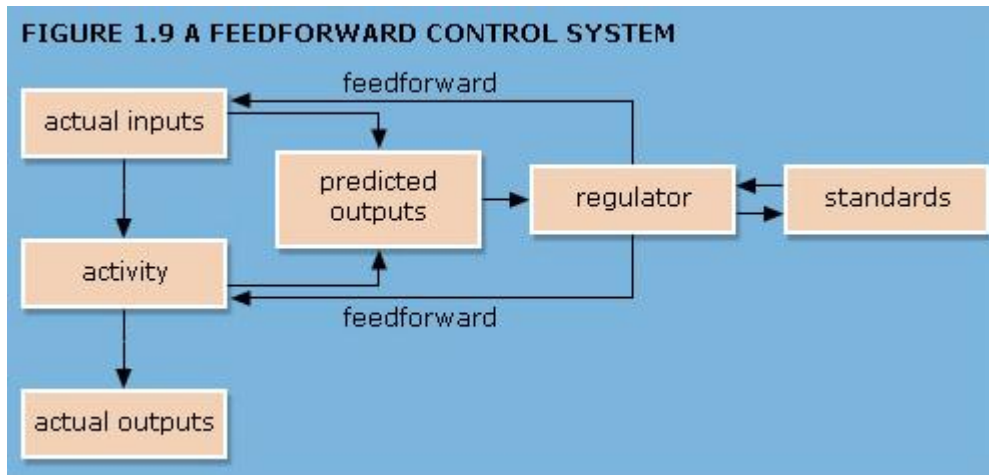 FIGURE 1.9 A FEEDFORWARD CONTROL SYSTEM
feedforward
actual inputs
predicted
outputs
regulator
standards
activity
feedforward
actual outputs